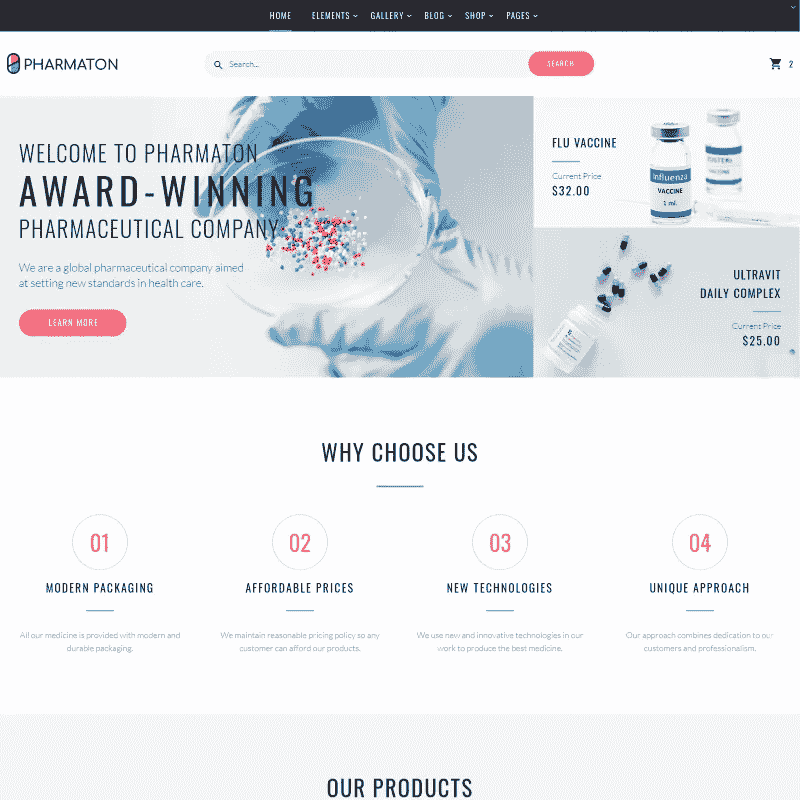 HOME ELEMENTS GALLERY BLOG SHOP PAGES
PHARMATON
Search...
SEARCH
2
WELCOME TO PHARMATON
AWARD-WINNING
PHARMACEUTICAL COMPANY
We are a global pharmaceutical company aimed
at setting new standards in health care.
LEARN MORE
FLU VACCINE
Current Price
$32.00
Influenza
VACCINE
1 ml.
ULTRAVIT
DAILY COMPLEX
Current Price
$25.00
WHY CHOOSE US
01
MODERN PACKAGING
All our medicine is provided with modern and
durable packaging.
02
AFFORDABLE PRICES
We maintain reasonable pricing policy so any
customer can afford our products.
03
NEW TECHNOLOGIES
We use new and innovative technologies in our
work to produce the best medicine.
04
UNIQUE APPROACH
Our approach combines dedication to our
customers and professionalism.
OUR PRODUCTS